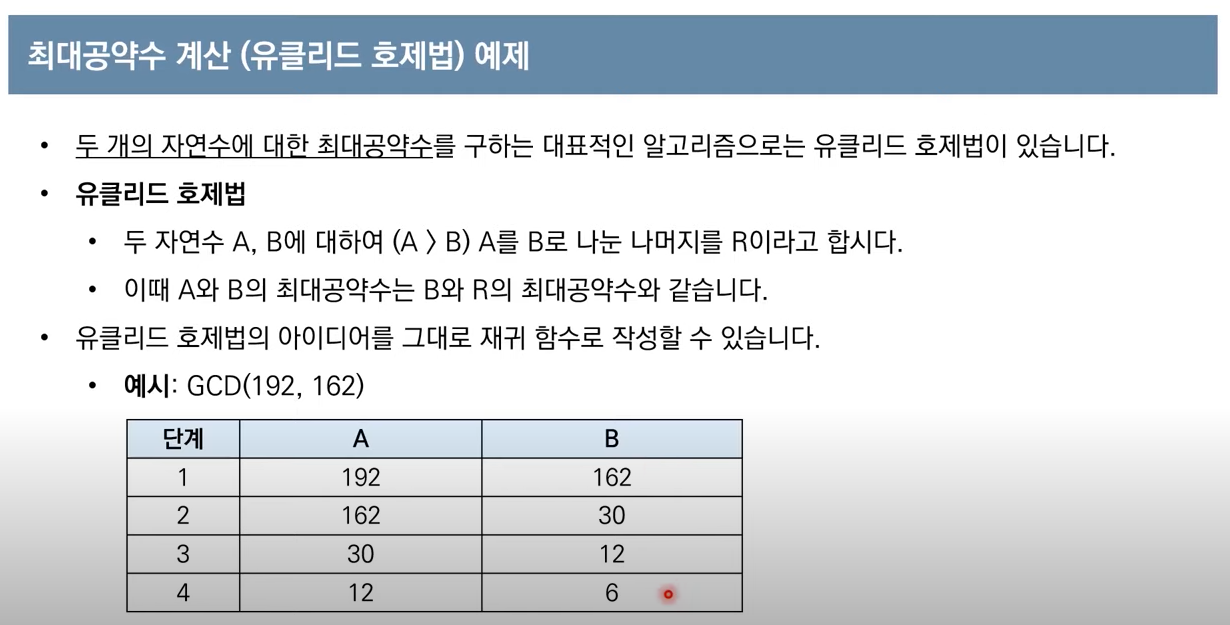 최대공약수 계산 (유클리드 호제법) 예제
• 두 개의 자연수에 대한 최대공약수를 구하는 대표적인 알고리즘으로는 유클리드 호제법이 있습니다.
• 유클리드 호제법
• 두 자연수 A, B에 대하여 (A > B) A를 B로 나눈 나머지를 R이라고 합시다.
• 이때 A와 B의 최대공약수는 B와 R의 최대공약수와 같습니다.
• 유클리드 호제법의 아이디어를 그대로 재귀 함수로 작성할 수 있습니다.
• 예시: GCD(192, 162)
단계 A B
1 192 162
2 162 30
3 30 12
4 12 6